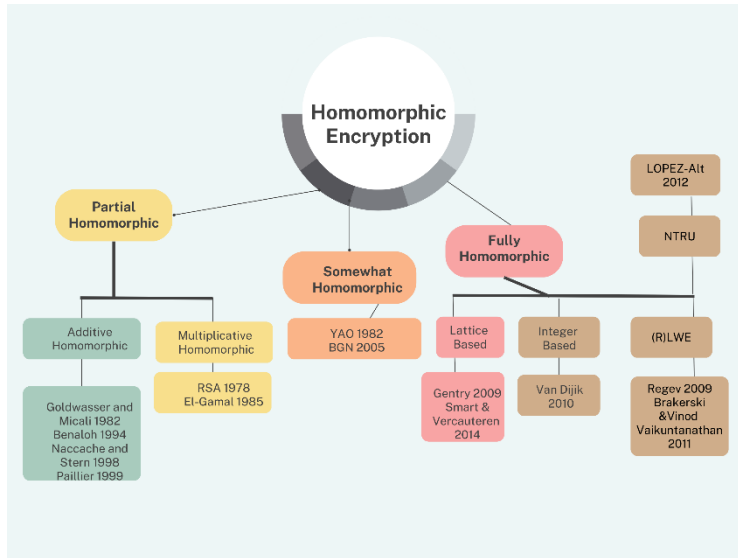 Homomorphic
Encryption
LOPEZ-Alt
2012
Partial
Homomorphic
NTRU
Fully
Homomorphic
Somewhat
Homomorphic
Additive
Homomorphic
Multiplicative
Homomorphic
YAO 1982
BGN 2005
Lattice
Based
Integer
Based
(R)LWE
Goldwasser and
Micali 1982
Benaloh 1994
Naccache and
Stern 1998
Paillier 1999
RSA 1978
El-Gamal 1985
Gentry 2009
Smart &
Vercauteren
2014
Van Dijik
2010
Regev 2009
Brakerski
&Vinod
Vaikuntanathan
2011